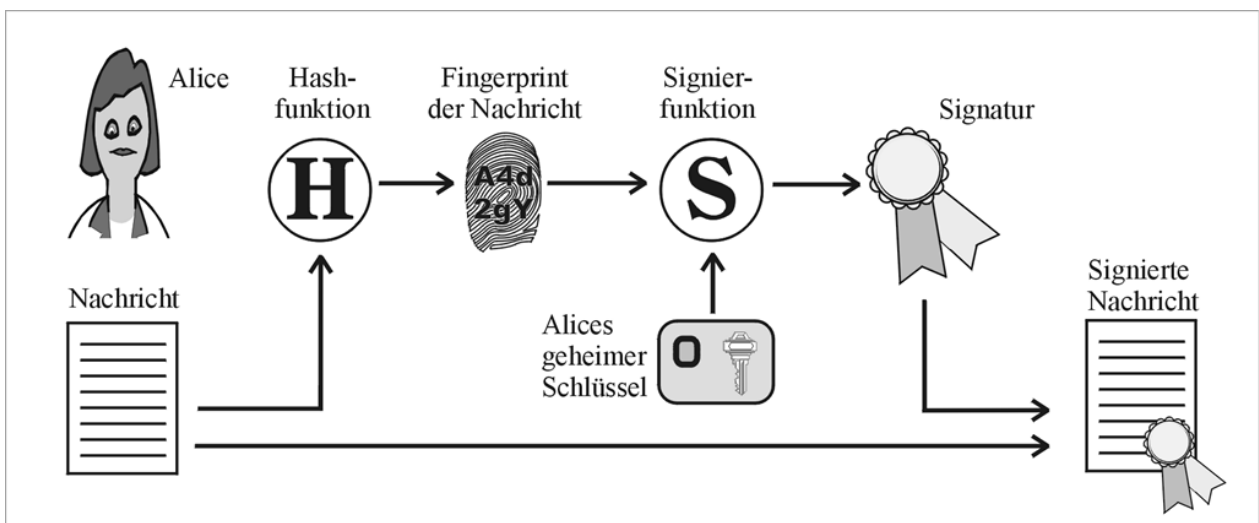 Alice
Hash-
funktion
Fingerprint
der Nachricht
Signier-
funktion
Signatur
H
A4d
2gY
S
Nachricht
Alices
geheimer
Schlüssel
Signierte
Nachricht